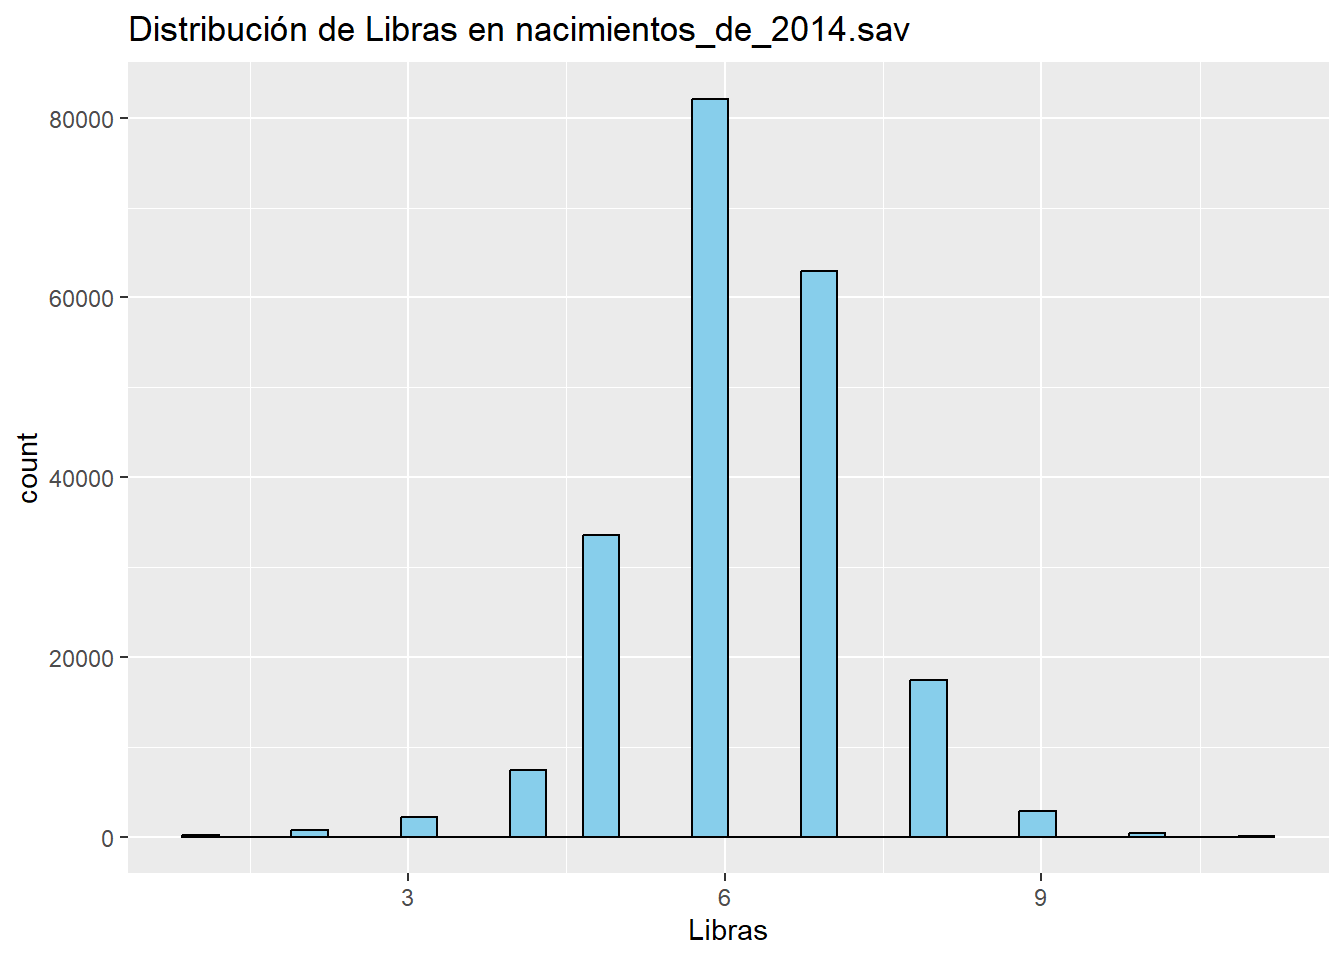 Distribución de Libras en nacimientos_de_2014.sav
80000
60000
40000
20000
0
count
3 6 9
Libras